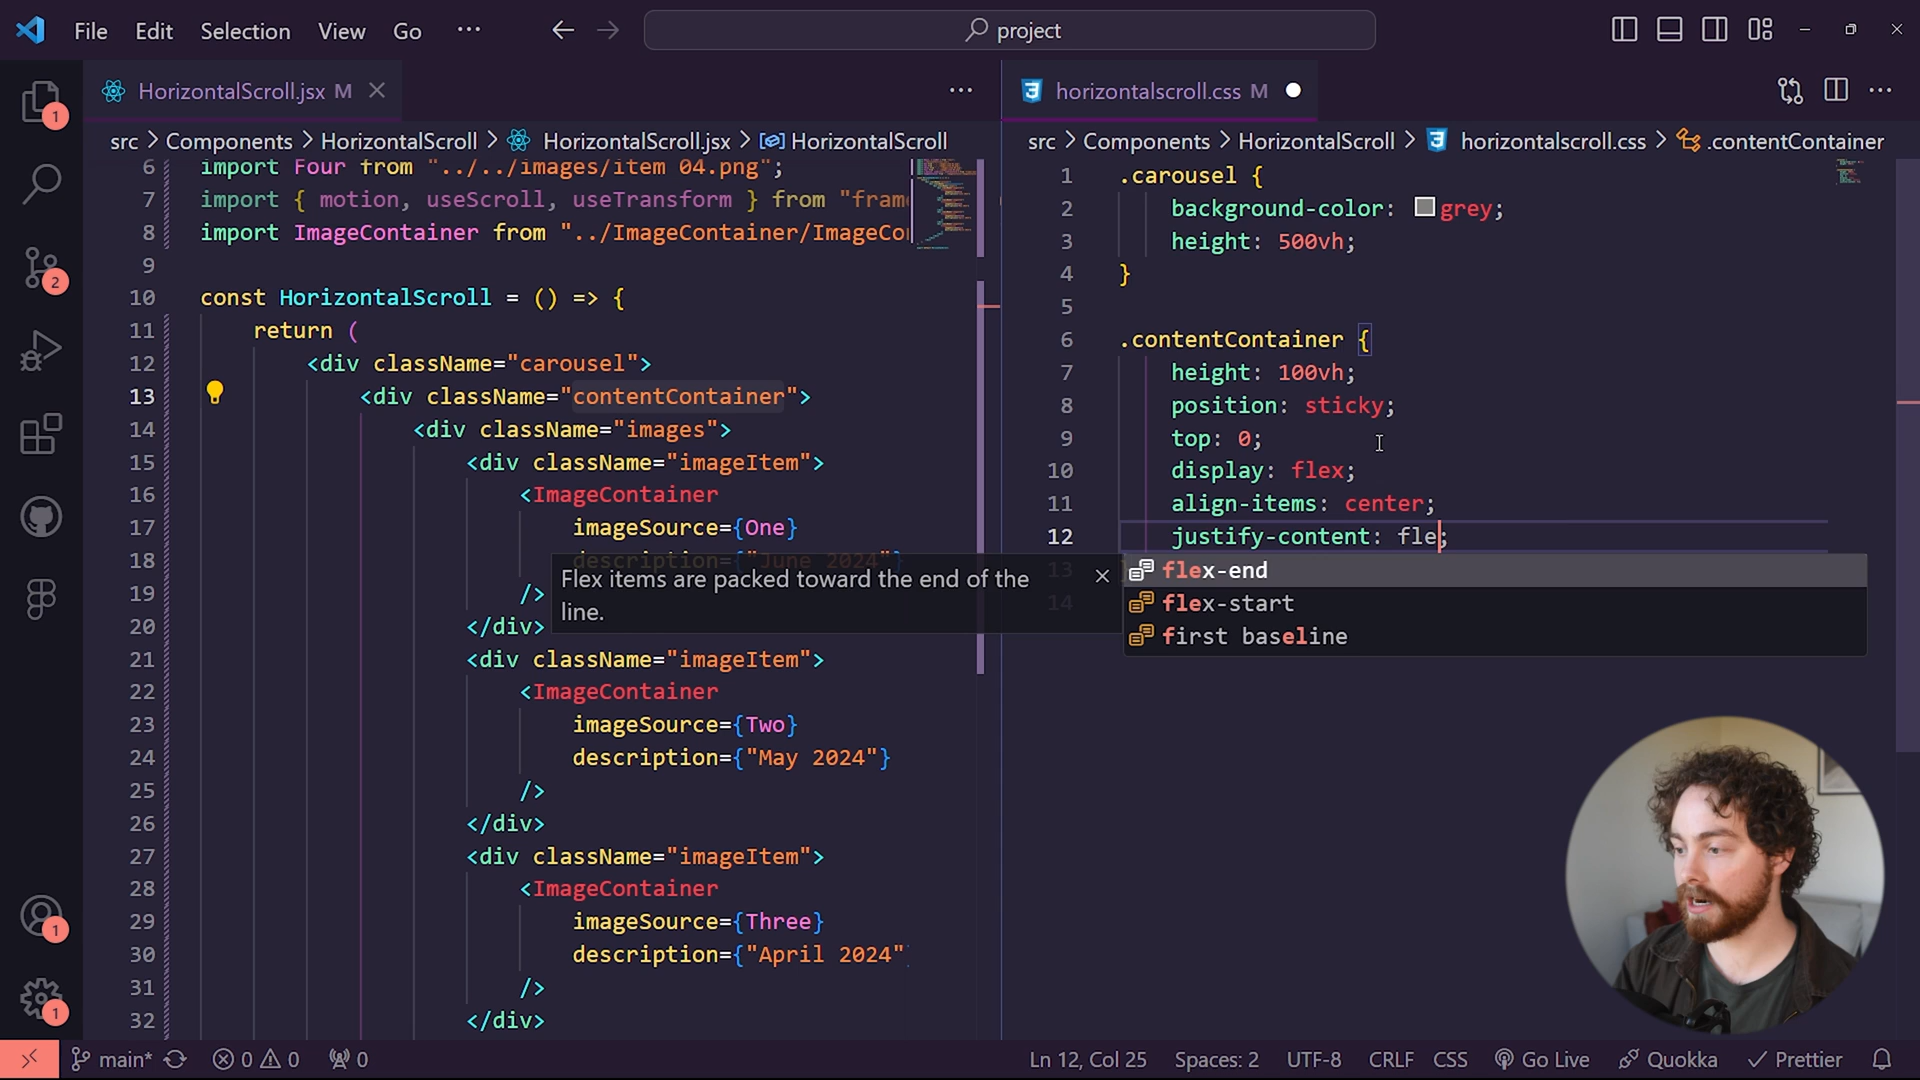 File Edit Selection View Go ··· project
HorizontalScroll.jsx M
src > Components > HorizontalScroll > HorizontalScroll.jsx > HorizontalScroll
6 import Four from "../../images/item 04.png";
7 import { motion, useScroll, useTransform } from "fram
8 import ImageContainer from "../ImageContainer/ImageCo
9
10 const HorizontalScroll = () => {
11 return (
12 <div className="carousel">
13 <div className="contentContainer">
14 <div className="images">
15 <div className="imageItem">
16 <ImageContainer
17 imageSource={One}
18 description={"June 2024"}
19 />
20 </div>
21 <div className="imageItem">
22 <ImageContainer
23 imageSource={Two}
24 description={"May 2024"}
25 />
26 </div>
27 <div className="imageItem">
28 <ImageContainer
29 imageSource={Three}
30 description={"April 2024"
31 />
32 </div>
Flex items are packed toward the end of the
line.
horizontalscroll.css M
src > Components > HorizontalScroll > horizontalscroll.css > .contentContainer
1 .carousel {
2 background-color: grey;
3 height: 500vh;
4 }
5
6 .contentContainer {
7 height: 100vh;
8 position: sticky;
9 top: 0;
10 display: flex;
11 align-items: center;
12 justify-content: fle;
13
14
flex-end
flex-start
first baseline
1
2
1
1
main* 0 0 0 Ln 12, Col 25 Spaces: 2 UTF-8 CRLF CSS Go Live Quokka Prettier